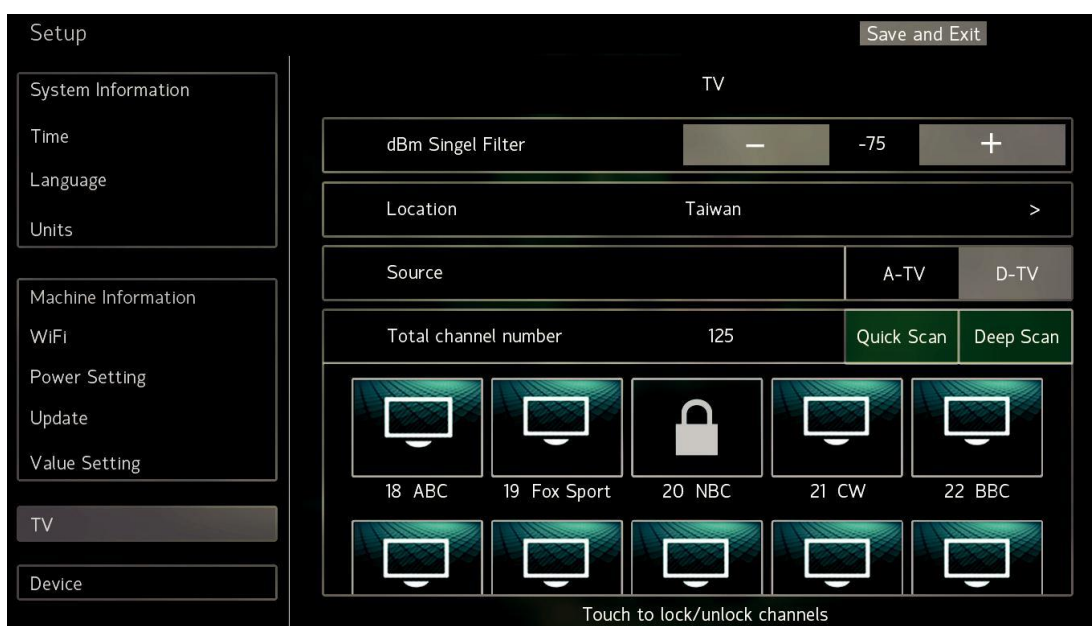 Setup
Save and Exit
System Information
Time
Language
Units
Machine Information
WiFi
Power Setting
Update
Value Setting
TV
Device
TV
dBm Singel Filter - -75 +
Location Taiwan >
Source A-TV D-TV
Total channel number 125 Quick Scan Deep Scan
18 ABC 19 Fox Sport 20 NBC 21 CW 22 BBC
Touch to lock/unlock channels